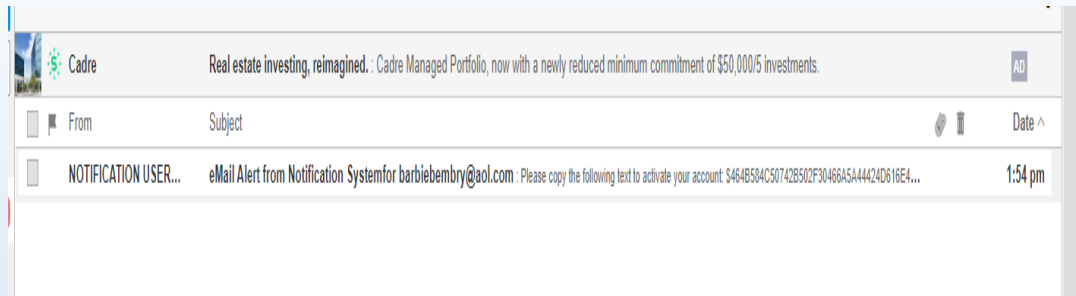 Cadre Real estate investing, reimagined. : Cadre Managed Portfolio, now with a newly reduced minimum commitment of $50,000/5 investments. AD
From Subject Date ^
NOTIFICATION USER... eMail Alert from Notification Systemfor barbiebembry@aol.com : Please copy the following text to activate your account: S464B584C50742B502F30466A5A44424D616E4... 1:54 pm